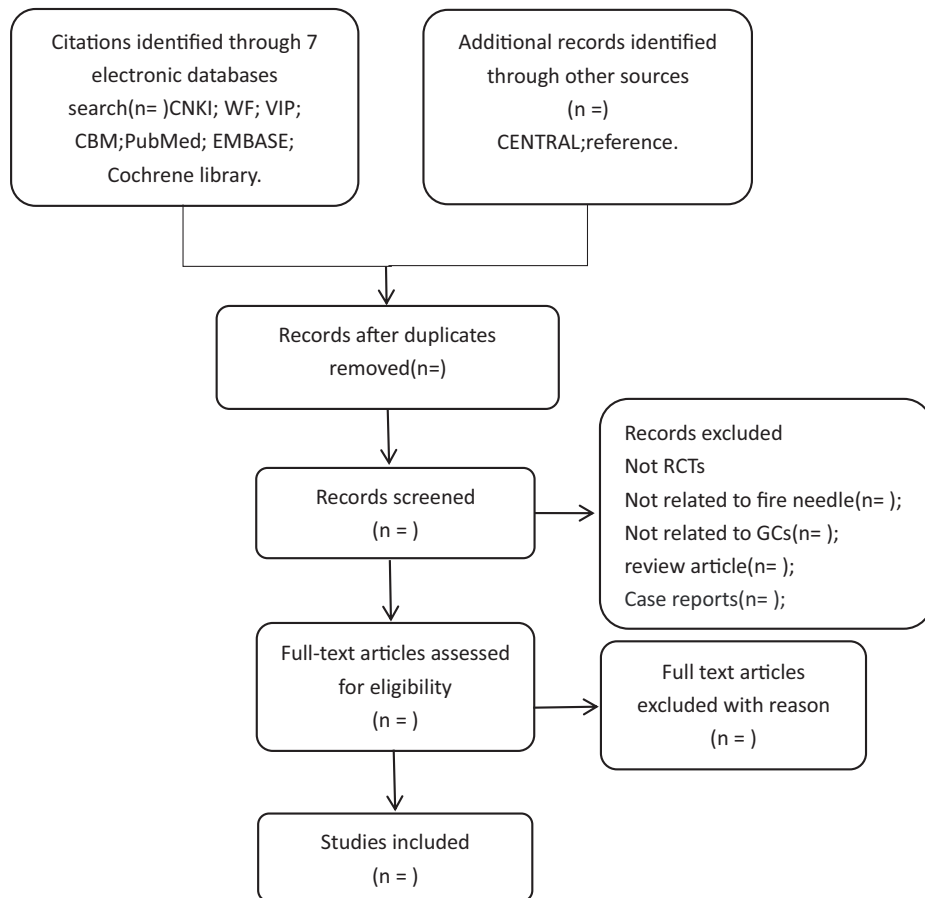 Citations identified through 7
electronic databases
search(n= )CNKI; WF; VIP;
CBM;PubMed; EMBASE;
Cochrene library.
Additional records identified
through other sources
(n =)
CENTRAL;reference.
Records after duplicates
removed(n=)
Records screened
(n = )
Records excluded
Not RCTs
Not related to fire needle(n= );
Not related to GCs(n= );
review article(n= );
Case reports(n= );
Full-text articles assessed
for eligibility
(n = )
Full text articles
excluded with reason
(n = )
Studies included
(n = )